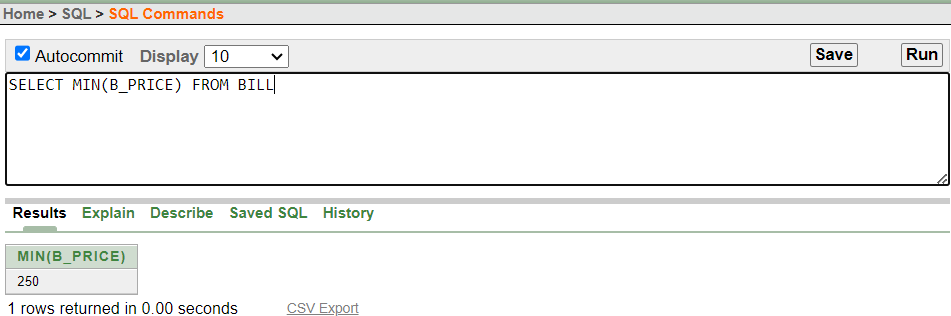 Home > SQL > SQL Commands
Autocommit Display 10 Save Run
SELECT MIN(B_PRICE) FROM BILL
Results Explain Describe Saved SQL History
MIN(B_PRICE)
250
1 rows returned in 0.00 seconds CSV Export